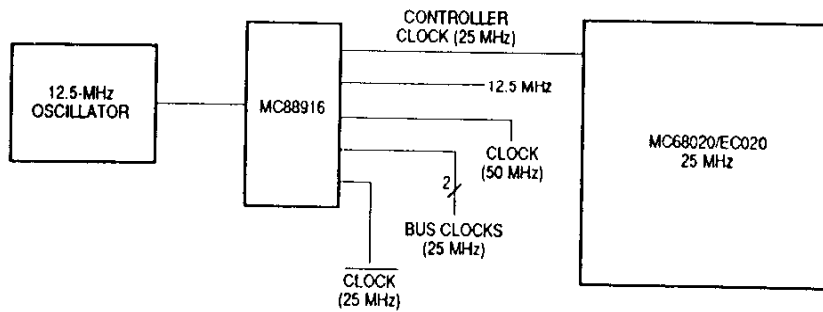 CONTROLLER
CLOCK (25 MHz)
12.5-MHz
OSCILLATOR
MC88916
12.5 MHz
MC68020/EC020
25 MHz
CLOCK
(50 MHz)
2
BUS CLOCKS
(25 MHz)
CLOCK
(25 MHz)